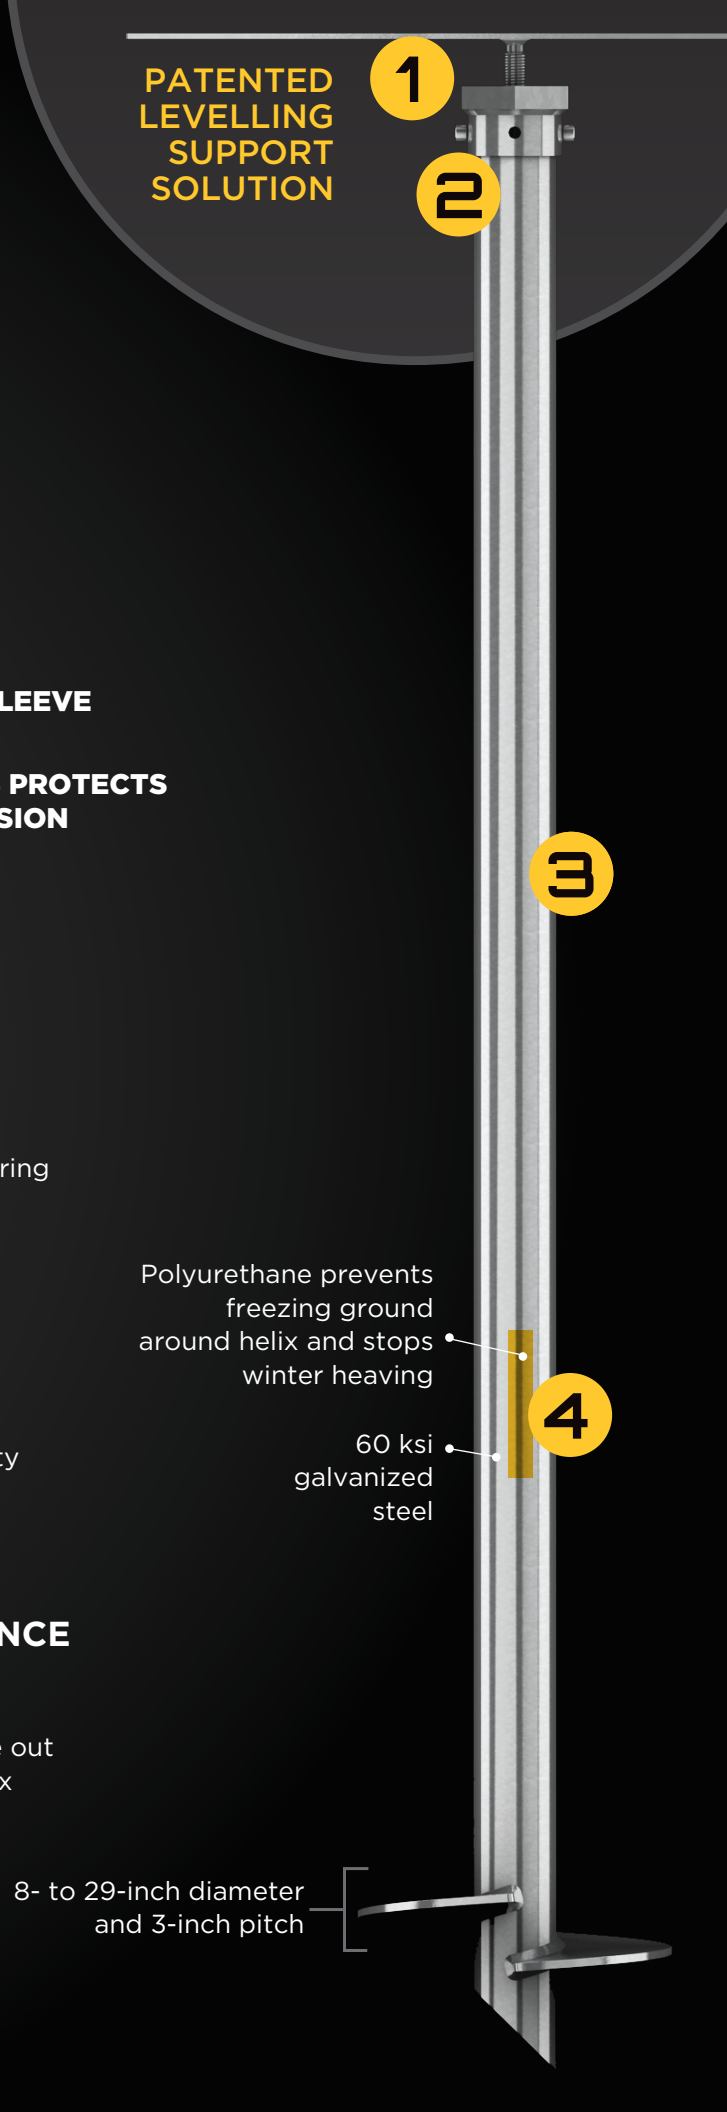 PATENTED
LEVELLING
SUPPORT
SOLUTION
1
2
LEEVE
PROTECTS
SION
3
ring
Polyurethane prevents
freezing ground
around helix and stops
winter heaving
4
60 ksi
galvanized
steel
ty
NCE
out
x
8- to 29-inch diameter
and 3-inch pitch